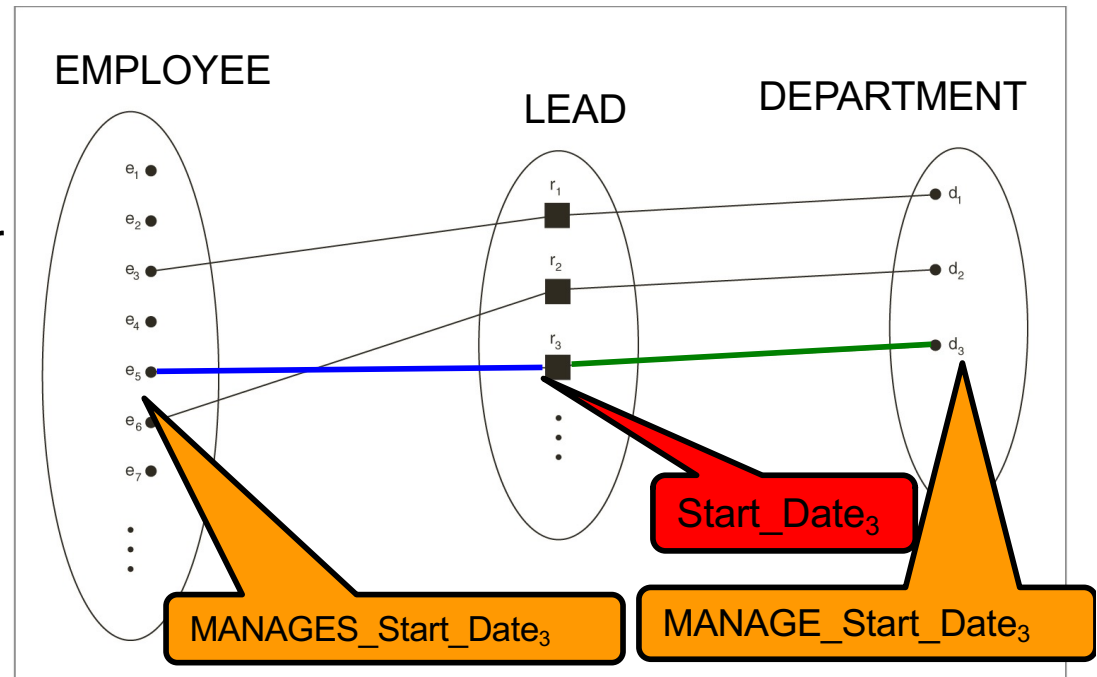 EMPLOYEE
LEAD
DEPARTMENT
e₁
e₂
e₃
e₄
e₅
e₆
e₇
r₁
r₂
r₃
d₁
d₂
d₃
Start_Date₃
MANAGES_Start_Date₃
MANAGE_Start_Date₃